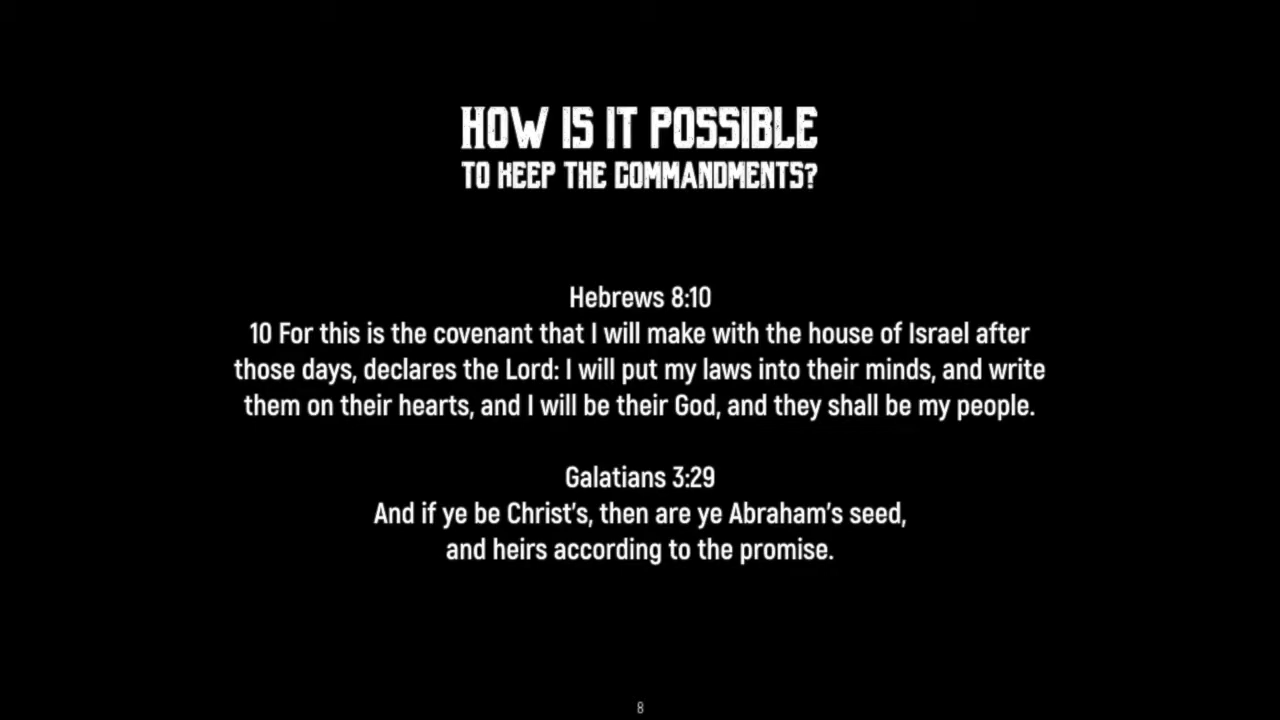 HOW IS IT POSSIBLE
TO KEEP THE COMMANDMENTS?
Hebrews 8:10
10 For this is the covenant that I will make with the house of Israel after
those days, declares the Lord: I will put my laws into their minds, and write
them on their hearts, and I will be their God, and they shall be my people.
Galatians 3:29
And if ye be Christ's, then are ye Abraham's seed,
and heirs according to the promise.
8